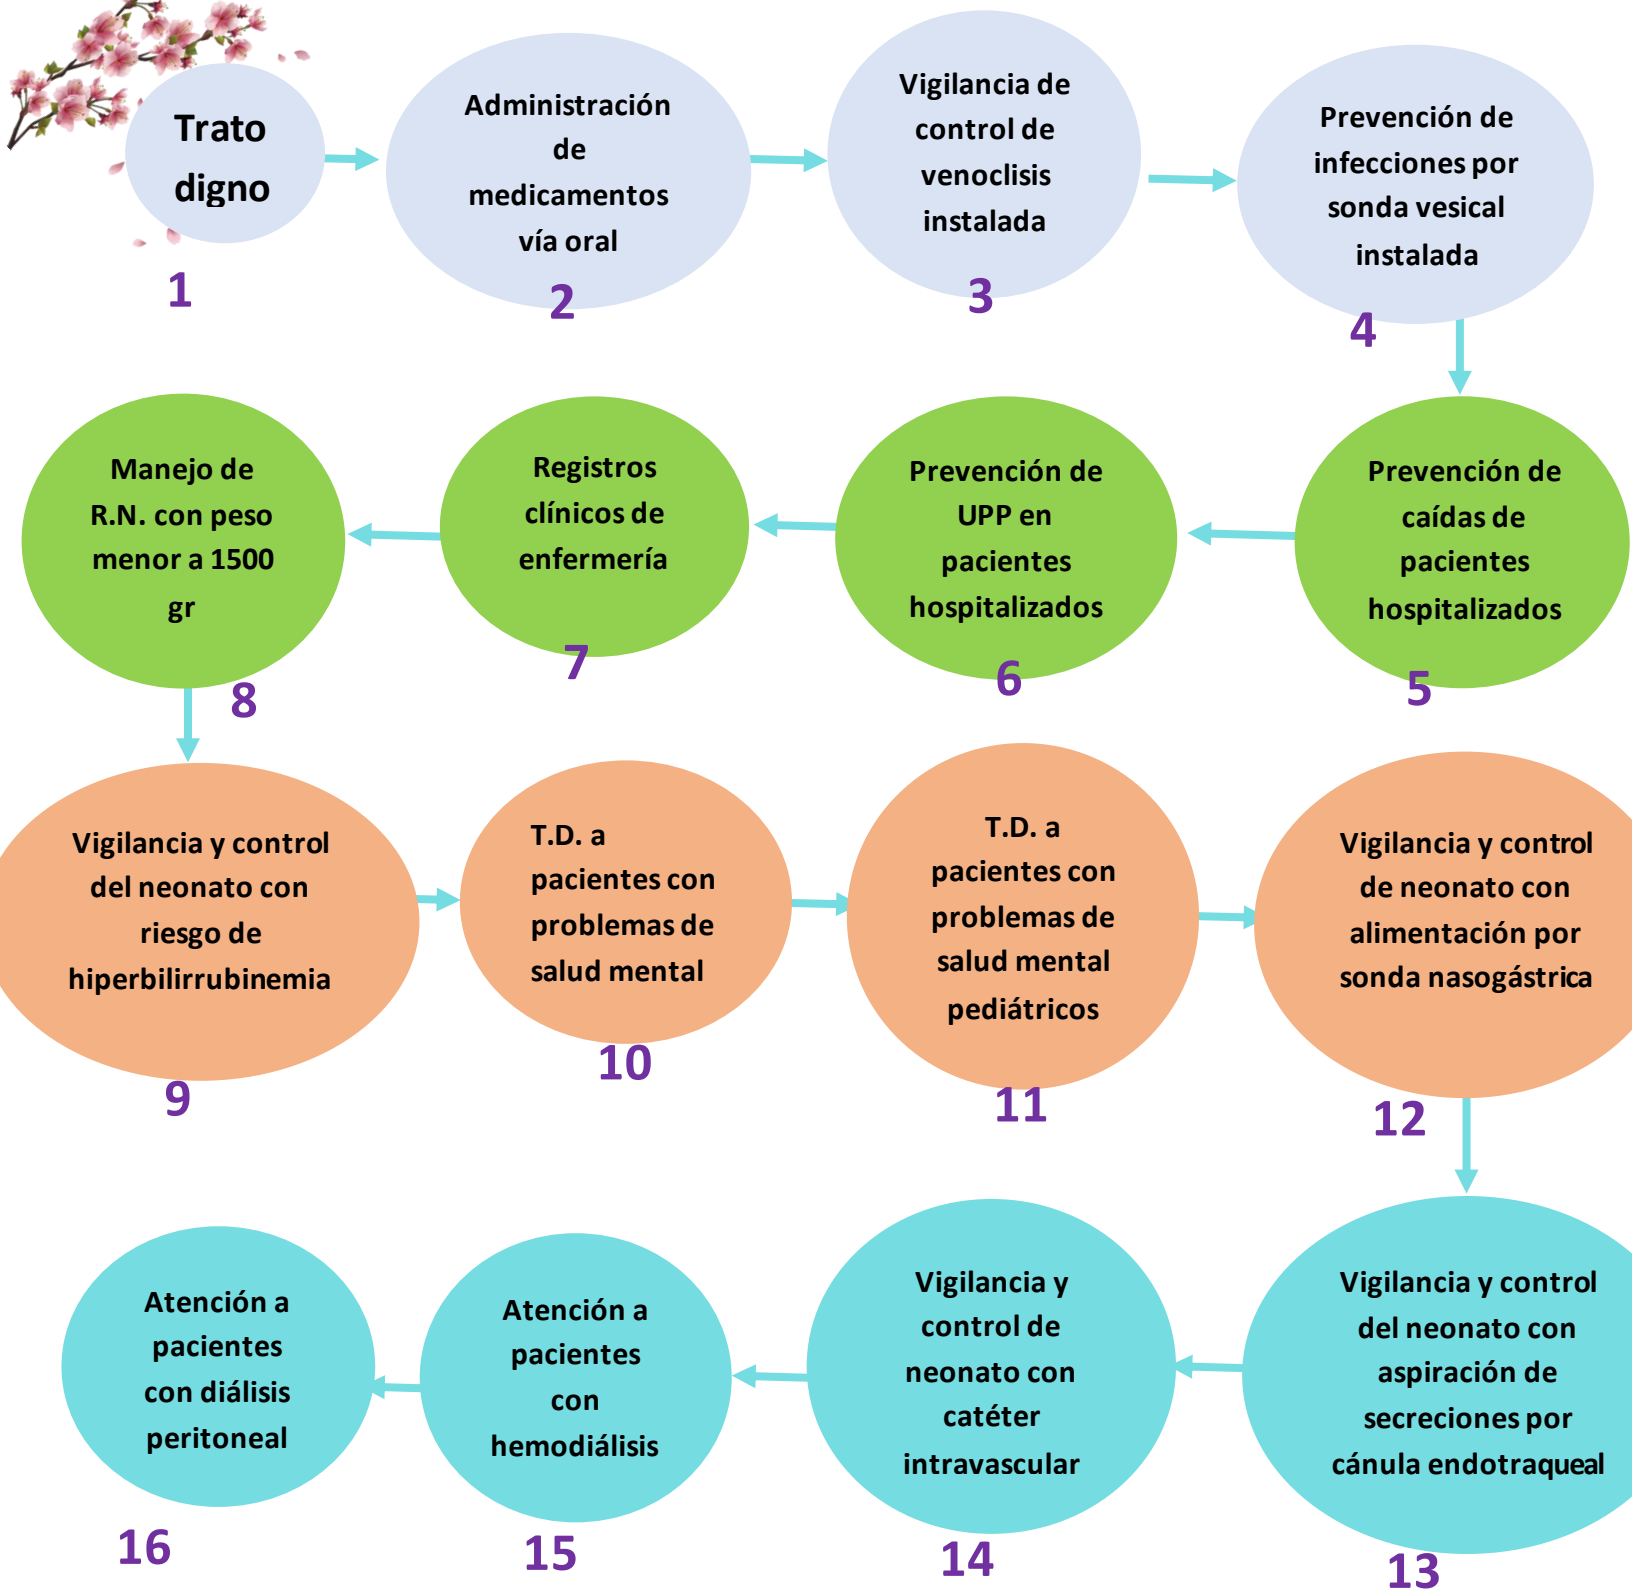 Trato
digno
1
Administración
de
medicamentos
vía oral
2
Vigilancia de
control de
venoclisis
instalada
3
Prevención de
infecciones por
sonda vesical
instalada
4
Prevención de
caídas de
pacientes
hospitalizados
5
Prevención de
UPP en
pacientes
hospitalizados
6
Registros
clínicos de
enfermería
7
Manejo de
R.N. con peso
menor a 1500
gr
8
Vigilancia y control
del neonato con
riesgo de
hiperbilirrubinemia
9
T.D. a
pacientes con
problemas de
salud mental
10
T.D. a
pacientes con
problemas de
salud mental
pediátricos
11
Vigilancia y control
de neonato con
alimentación por
sonda nasogástrica
12
Vigilancia y control
del neonato con
aspiración de
secreciones por
cánula endotraqueal
13
Vigilancia y
control de
neonato con
catéter
intravascular
14
Atención a
pacientes
con
hemodiálisis
15
Atención a
pacientes
con diálisis
peritoneal
16